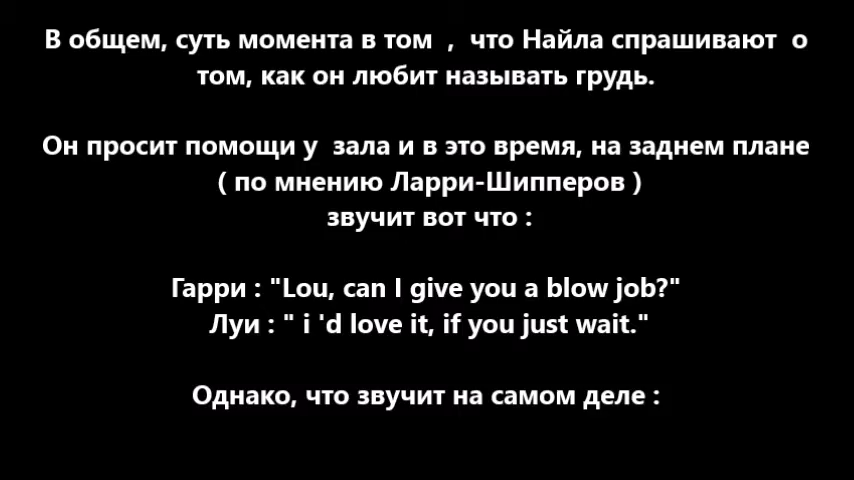 В общем, суть момента в том , что Найла спрашивают о
том, как он любит называть грудь.
Он просит помощи у зала и в это время, на заднем плане
( по мнению Ларри-Шипперов )
звучит вот что :
Гарри : "Lou, can I give you a blow job?"
Луи : " i 'd love it, if you just wait."
Однако, что звучит на самом деле :